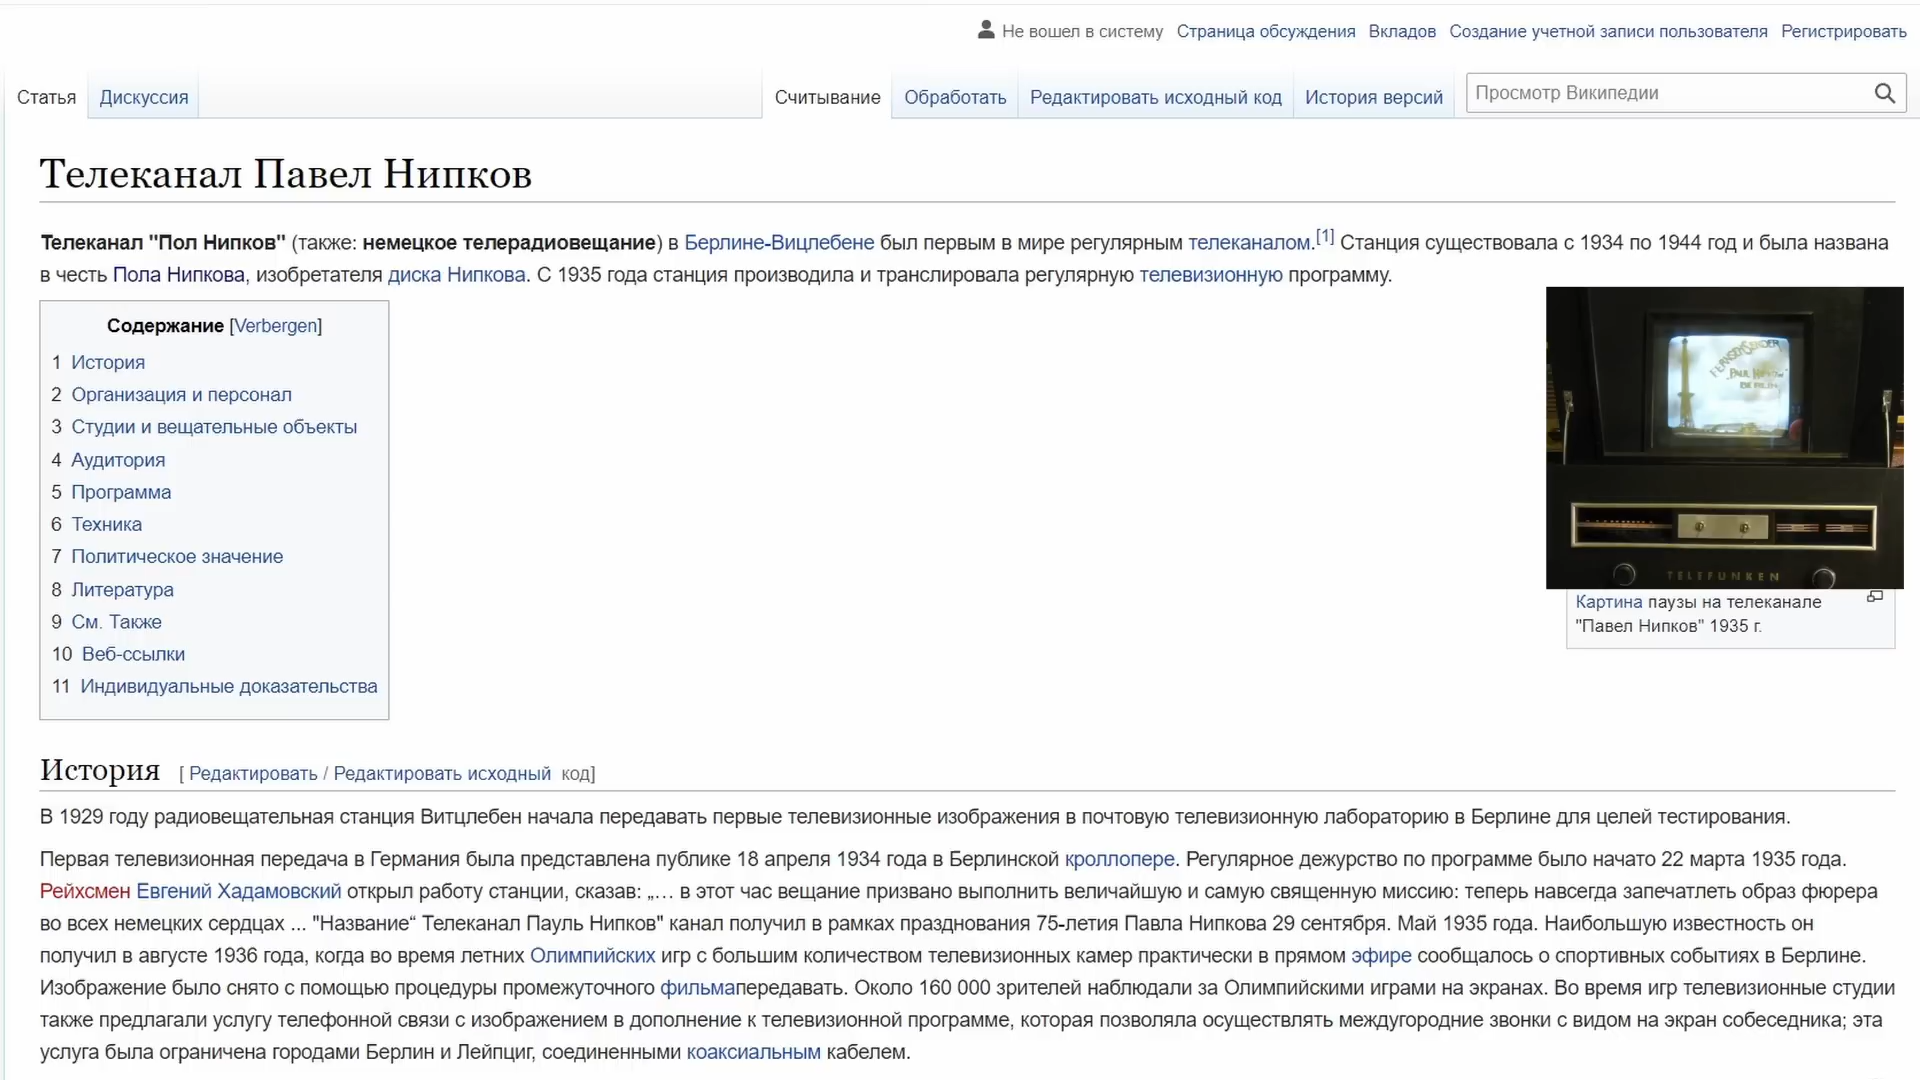 Не вошел в систему Страница обсуждения Вкладов Создание учетной записи пользователя Регистрировать
Статья Дискуссия Считывание Обработать Редактировать исходный код История версий Просмотр Википедии
Телеканал Павел Нипков
Телеканал "Пол Нипков" (также: немецкое телерадиовещание) в Берлине-Вицлебене был первым в мире регулярным телеканалом.[1] Станция существовала с 1934 по 1944 год и была названа
в честь Пола Нипкова, изобретателя диска Нипкова. С 1935 года станция производила и транслировала регулярную телевизионную программу.
Содержание [Verbergen]
1 История
2 Организация и персонал
3 Студии и вещательные объекты
4 Аудитория
5 Программа
6 Техника
7 Политическое значение
8 Литература
9 См. Также
10 Веб-ссылки
11 Индивидуальные доказательства
FERNSEHSENDER
PAUL
BERLIN
TELEFUNKEN
Картина паузы на телеканале
"Павел Нипков" 1935 г.
История [ Редактировать / Редактировать исходный код]
В 1929 году радиовещательная станция Витцлебен начала передавать первые телевизионные изображения в почтовую телевизионную лабораторию в Берлине для целей тестирования.
Первая телевизионная передача в Германия была представлена публике 18 апреля 1934 года в Берлинской кроллопере. Регулярное дежурство по программе было начато 22 марта 1935 года.
Рейхсмен Евгений Хадамовский открыл работу станции, сказав: „… в этот час вещание призвано выполнить величайшую и самую священную миссию: теперь навсегда запечатлеть образ фюрера
во всех немецких сердцах ... "Название“ Телеканал Пауль Нипков" канал получил в рамках празднования 75-летия Павла Нипкова 29 сентября. Май 1935 года. Наибольшую известность он
получил в августе 1936 года, когда во время летних Олимпийских игр с большим количеством телевизионных камер практически в прямом эфире сообщалось о спортивных событиях в Берлине.
Изображение было снято с помощью процедуры промежуточного фильмапередавать. Около 160 000 зрителей наблюдали за Олимпийскими играми на экранах. Во время игр телевизионные студии
также предлагали услугу телефонной связи с изображением в дополнение к телевизионной программе, которая позволяла осуществлять междугородние звонки с видом на экран собеседника; эта
услуга была ограничена городами Берлин и Лейпциг, соединенными коаксиальным кабелем.